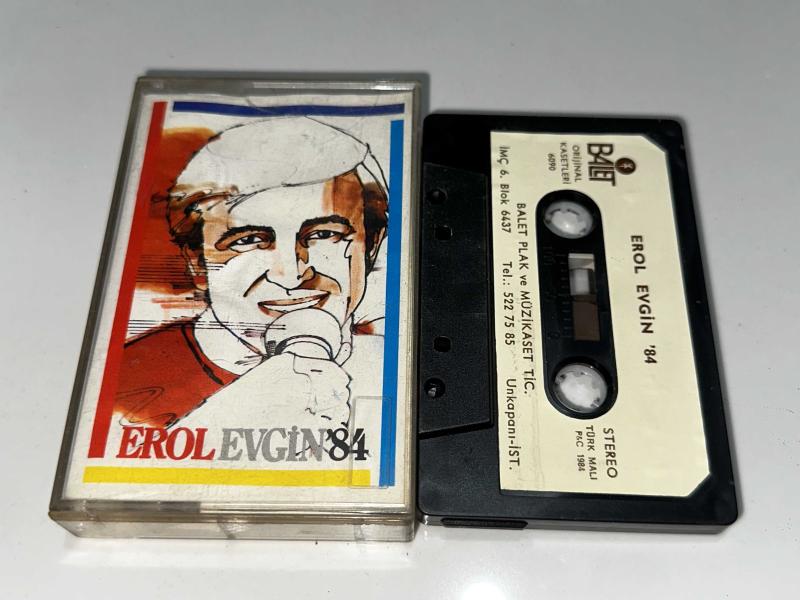 EROL EVGİN '84
BALET
ORİJİNAL
KASETLERİ
6090
EROL EVGİN '84
STEREO
TÜRK MALI
P&C 1984
BALET PLAK ve MÜZİKASET TİC.
İMÇ 6. Blok 6437 Tel.: 522 75 85 Unkapanı-İST.